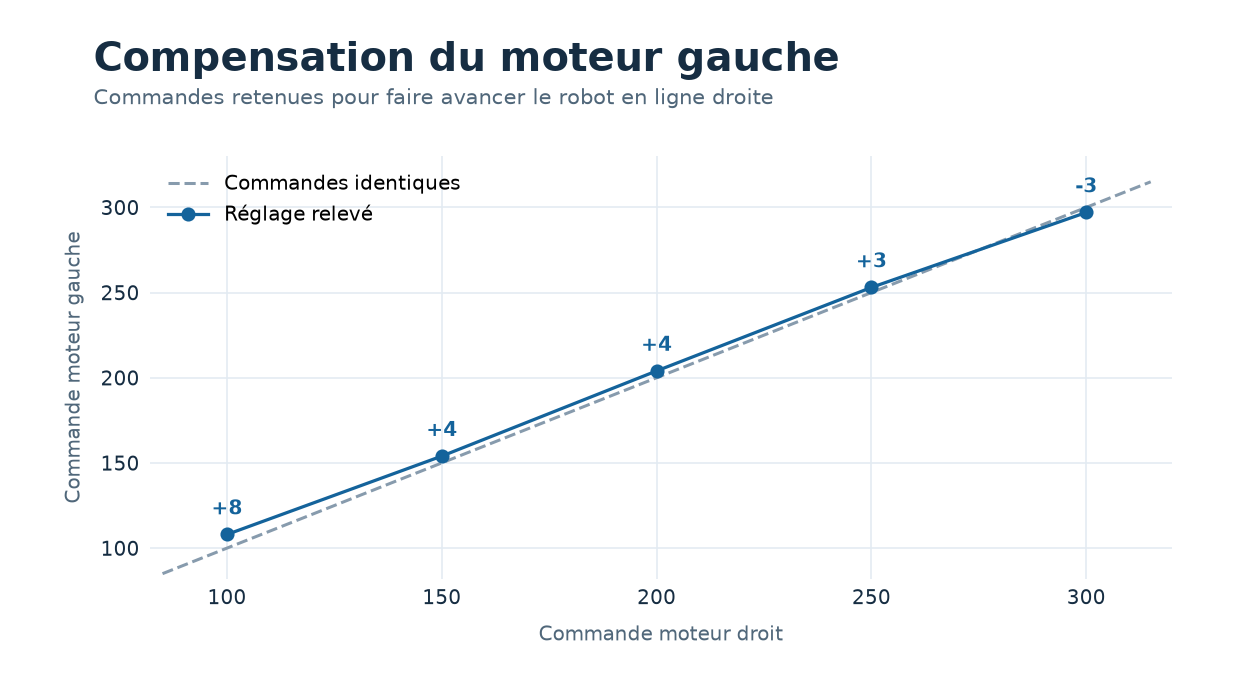 Compensation du moteur gauche
Commandes retenues pour faire avancer le robot en ligne droite
Commandes identiques
Réglage relevé
Commande moteur gauche
300
250
200
150
100
+8
+4
+4
+3
-3
100
150
200
250
300
Commande moteur droit